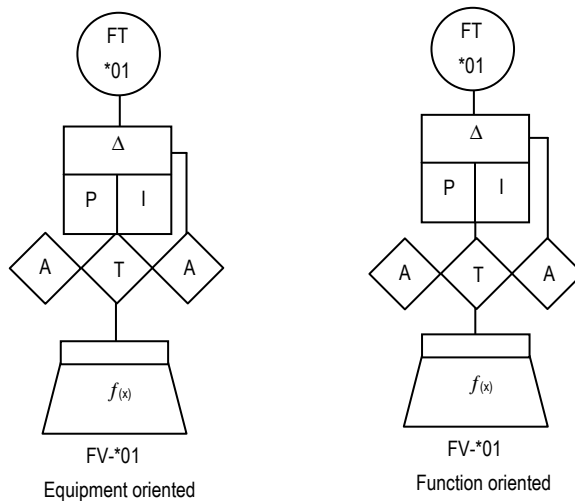 FT
*01
Δ
P I
A T A
f(x)
FV-*01
Equipment oriented
FT
*01
Δ
P I
A T A
f(x)
FV-*01
Function oriented